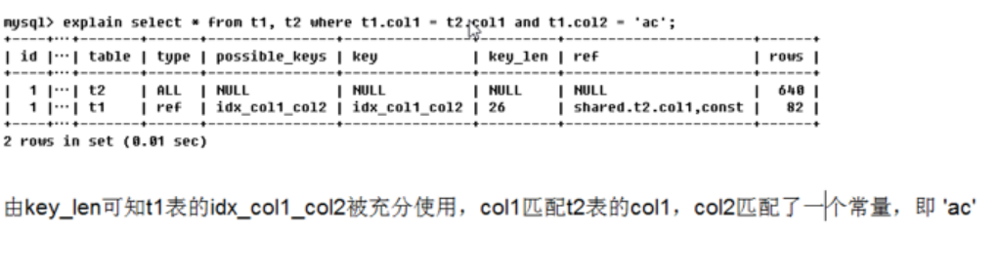 mysql> explain select * from t1, t2 where t1.col1 = t2.col1 and t1.col2 = 'ac';
+----+...+-------+------+---------------+---------------+---------+----------------------+------+
| id |...| table | type | possible_keys | key | key_len | ref | rows |
+----+...+-------+------+---------------+---------------+---------+----------------------+------+
| 1 |...| t2 | ALL | NULL | NULL | NULL | NULL | 640 |
| 1 |...| t1 | ref | idx_col1_col2 | idx_col1_col2 | 26 | shared.t2.col1,const | 82 |
+----+...+-------+------+---------------+---------------+---------+----------------------+------+
2 rows in set (0.01 sec)
由key_len可知t1表的idx_col1_col2被充分使用，col1匹配t2表的col1，col2匹配了一个常量，即 'ac'